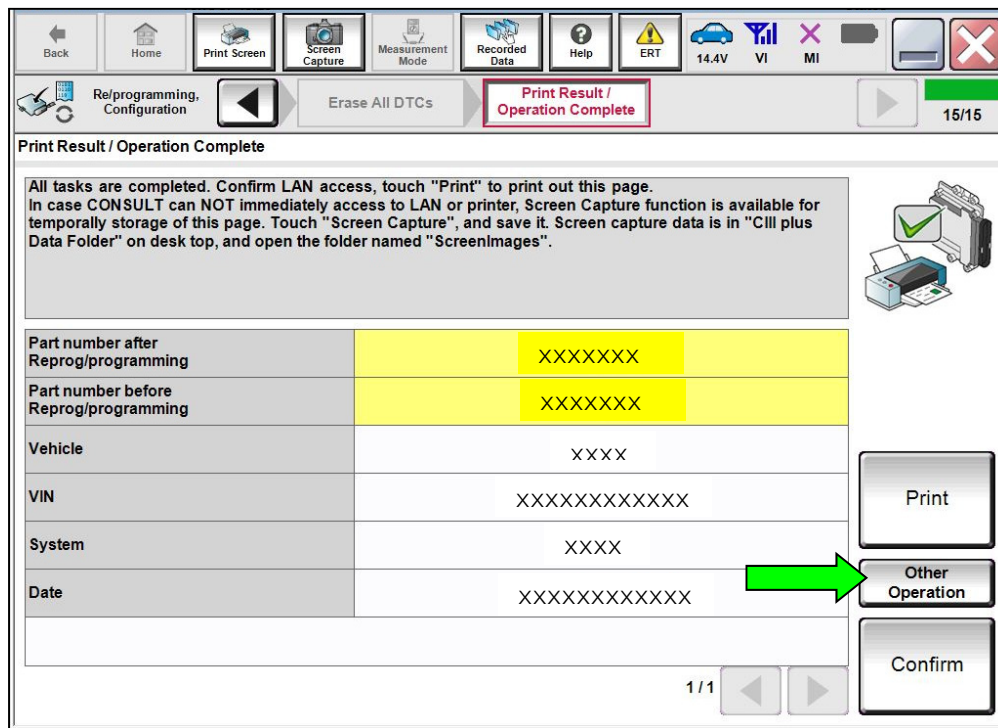 Back
Home
Print Screen
Screen
Capture
Measurement
Mode
Recorded
Data
Help
ERT
14.4V
VI
MI
Re/programming,
Configuration
Erase All DTCs
Print Result /
Operation Complete
15/15
Print Result / Operation Complete
All tasks are completed. Confirm LAN access, touch "Print" to print out this page.
In case CONSULT can NOT immediately access to LAN or printer, Screen Capture function is available for
temporally storage of this page. Touch "Screen Capture", and save it. Screen capture data is in "CIII plus
Data Folder" on desk top, and open the folder named "ScreenImages".
Part number after
Reprog/programming
XXXXXXX
Part number before
Reprog/programming
XXXXXXX
Vehicle
XXXX
VIN
XXXXXXXXXXXX
System
XXXX
Date
XXXXXXXXXXXX
Print
Other
Operation
Confirm
1/1